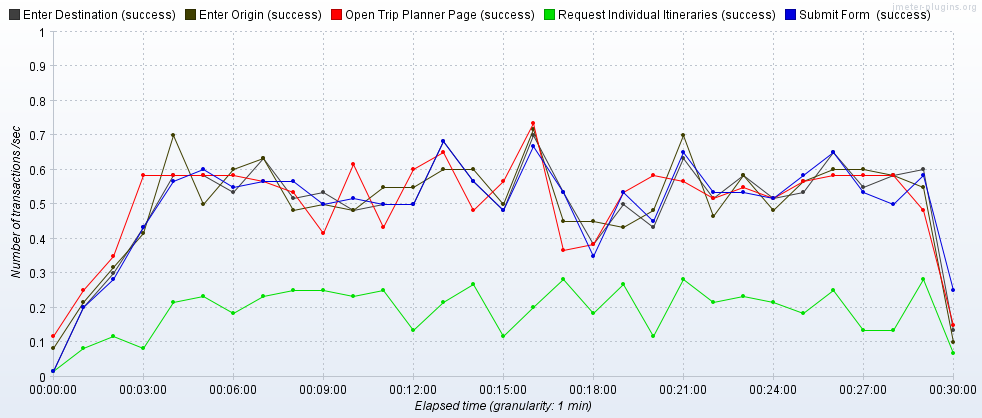 Enter Destination (success) Enter Origin (success) Open Trip Planner Page (success) Request Individual Itineraries (success) Submit Form (success)
jmeter-plugins.org
1
0.9
0.8
0.7
0.6
0.5
0.4
0.3
0.2
0.1
0
Number of transactions /sec
00:00:00 00:03:00 00:06:00 00:09:00 00:12:00 00:15:00 00:18:00 00:21:00 00:24:00 00:27:00 00:30:00
Elapsed time (granularity: 1 min)